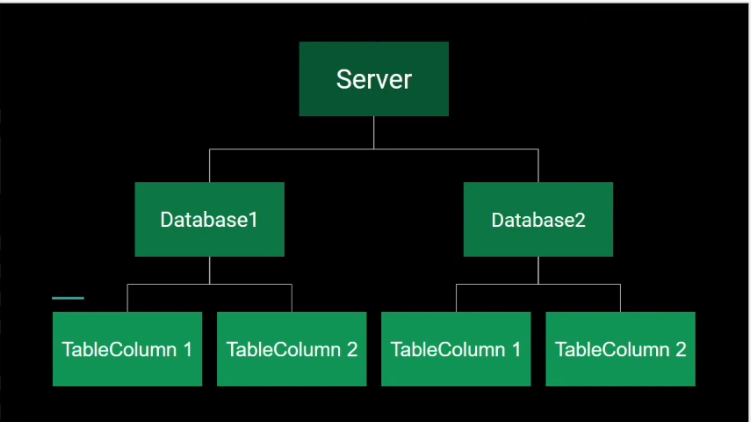 Server
Database1
Database2
TableColumn 1
TableColumn 2
TableColumn 1
TableColumn 2